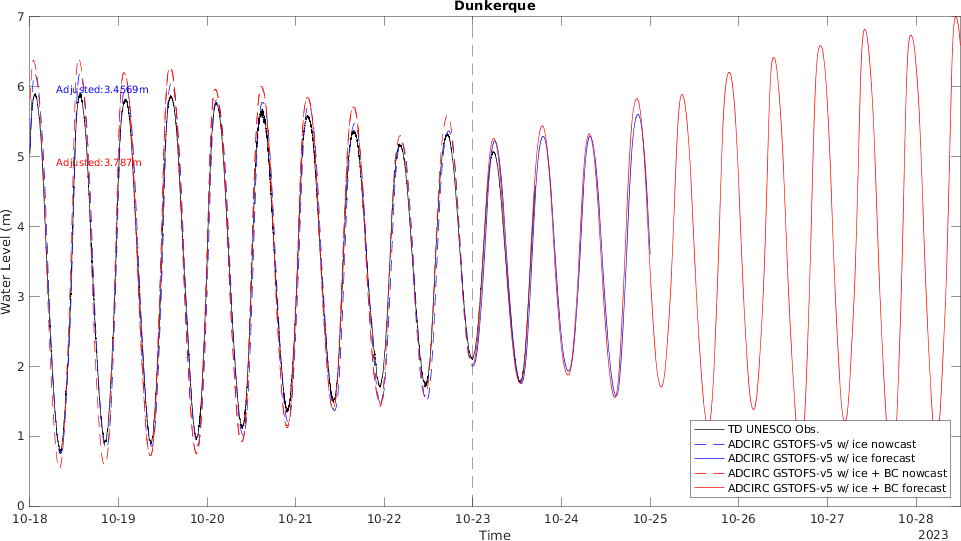 Dunkerque
7
6
5
4
3
2
1
0
Water Level (m)
Adjusted:3.4569m
Adjusted:3.787m
TD UNESCO Obs.
ADCIRC GSTOFS-v5 w/ ice nowcast
ADCIRC GSTOFS-v5 w/ ice forecast
ADCIRC GSTOFS-v5 w/ ice + BC nowcast
ADCIRC GSTOFS-v5 w/ ice + BC forecast
10-18 10-19 10-20 10-21 10-22 10-23 10-24 10-25 10-26 10-27 10-28
Time
2023